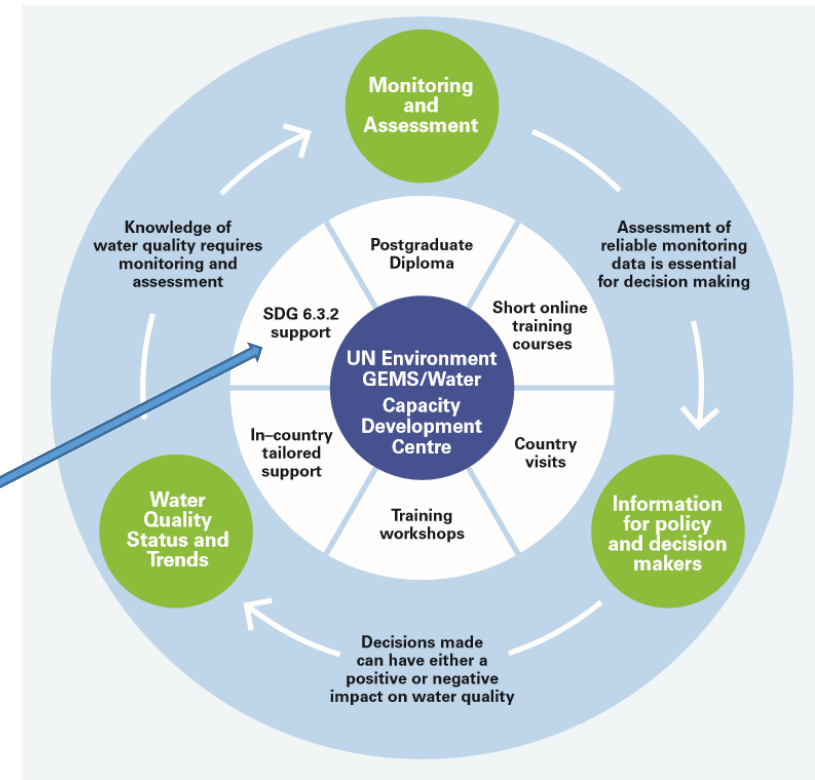 Monitoring
and
Assessment
Knowledge of
water quality requires
monitoring and
assessment
Assessment of
reliable monitoring
data is essential
for decision making
Postgraduate
Diploma
SDG 6.3.2
support
Short online
training
courses
UN Environment
GEMS/Water
Capacity
Development
Centre
In–country
tailored
support
Country
visits
Training
workshops
Water
Quality
Status and
Trends
Information
for policy
and decision
makers
Decisions made
can have either a
positive or negative
impact on water quality